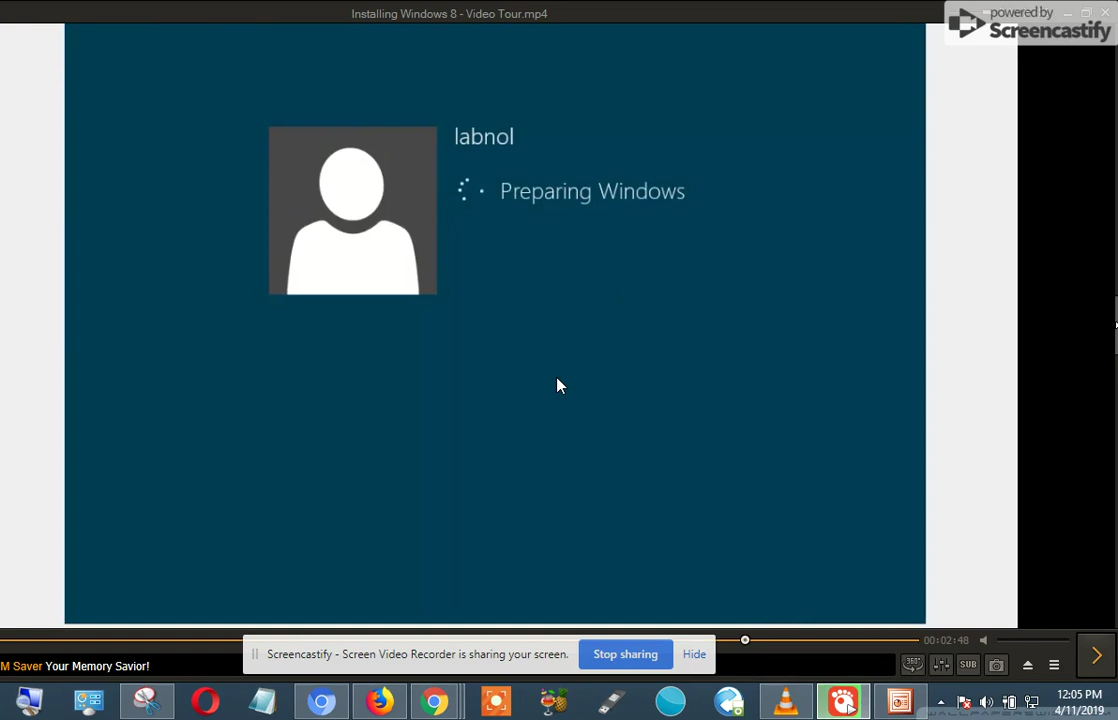 Installing Windows 8 - Video Tour.mp4
powered by
Screencastify
labnol
Preparing Windows
00:02:48
Screencastify - Screen Video Recorder is sharing your screen.
Stop sharing
Hide
M Saver Your Memory Savior!
360°
SUB
12:05 PM
4/11/2019